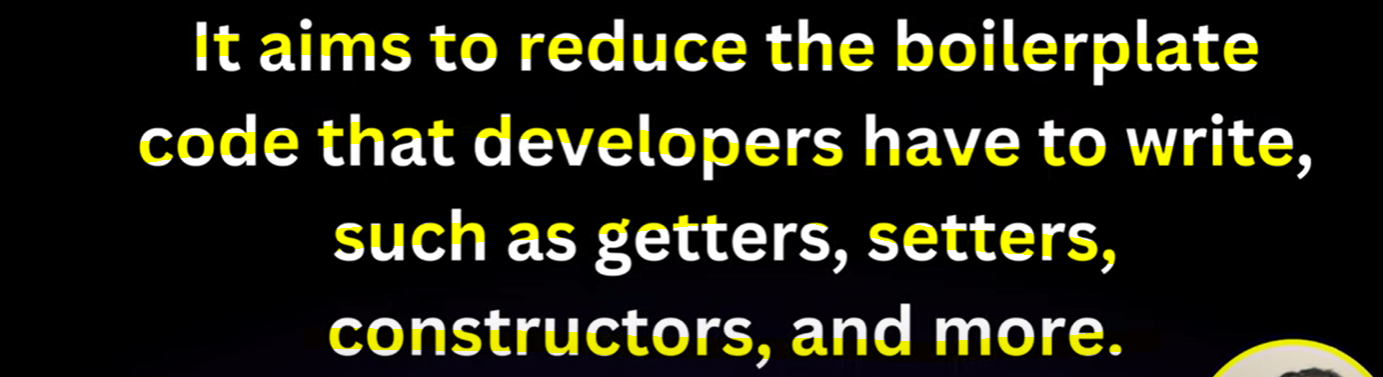 It aims to reduce the boilerplate
code that developers have to write,
such as getters, setters,
constructors, and more.